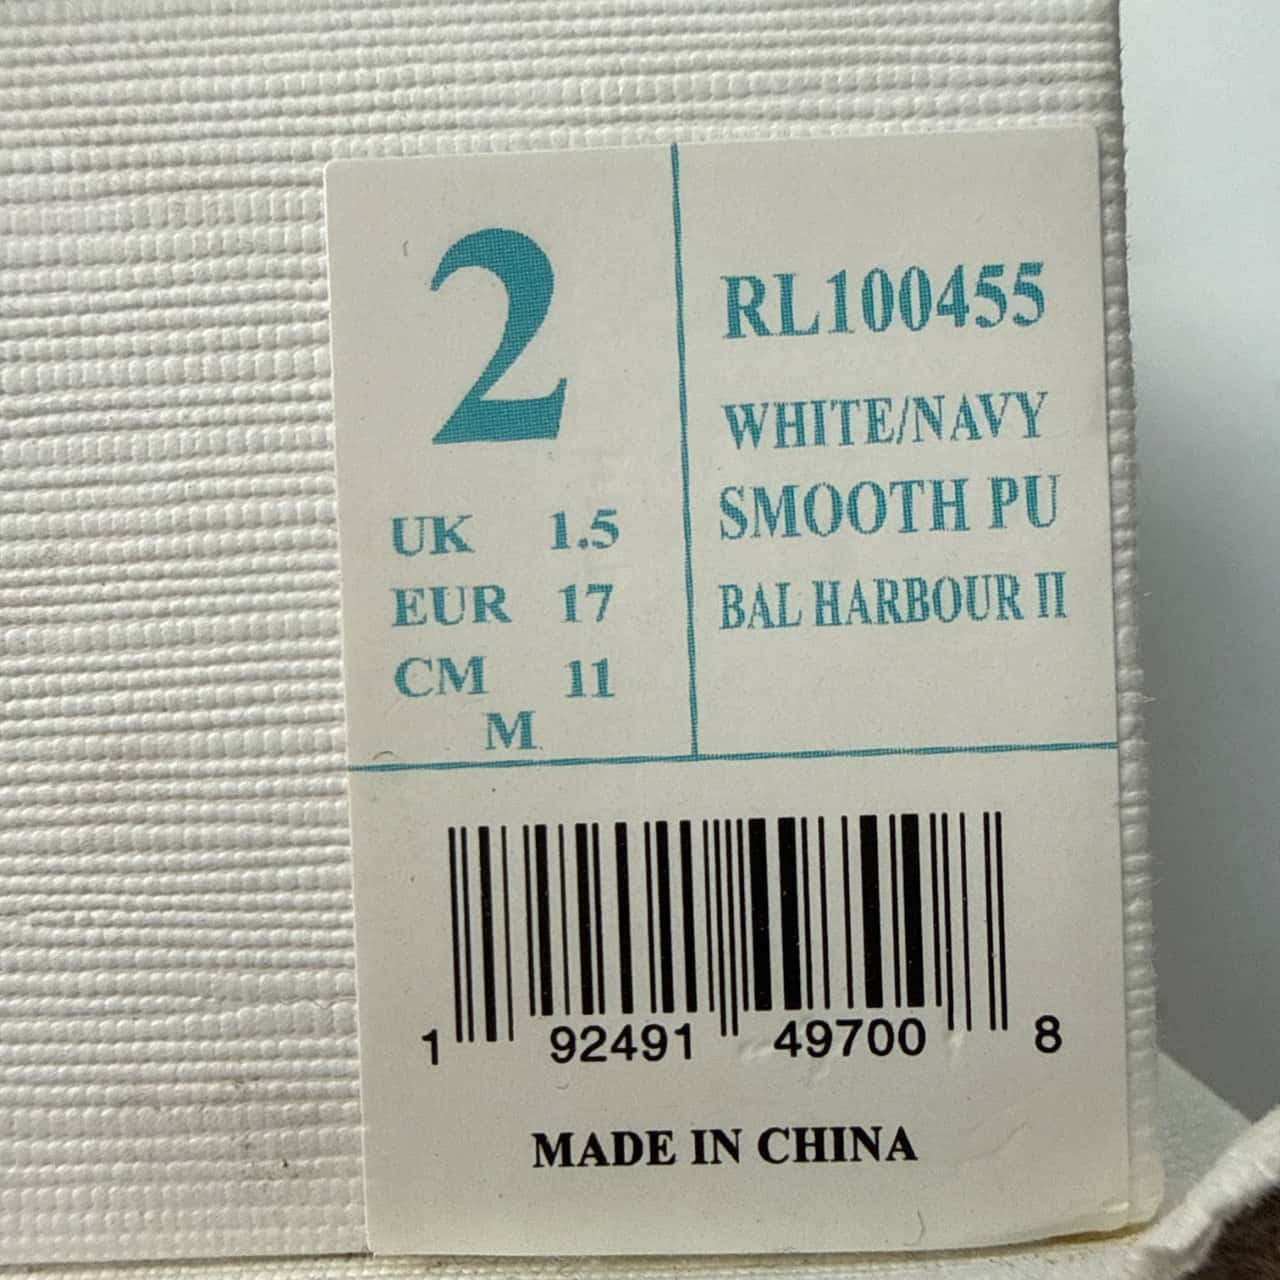 2
UK 1.5
EUR 17
CM 11
M
RL100455
WHITE/NAVY
SMOOTH PU
BAL HARBOUR II
1 92491 49700 8
MADE IN CHINA